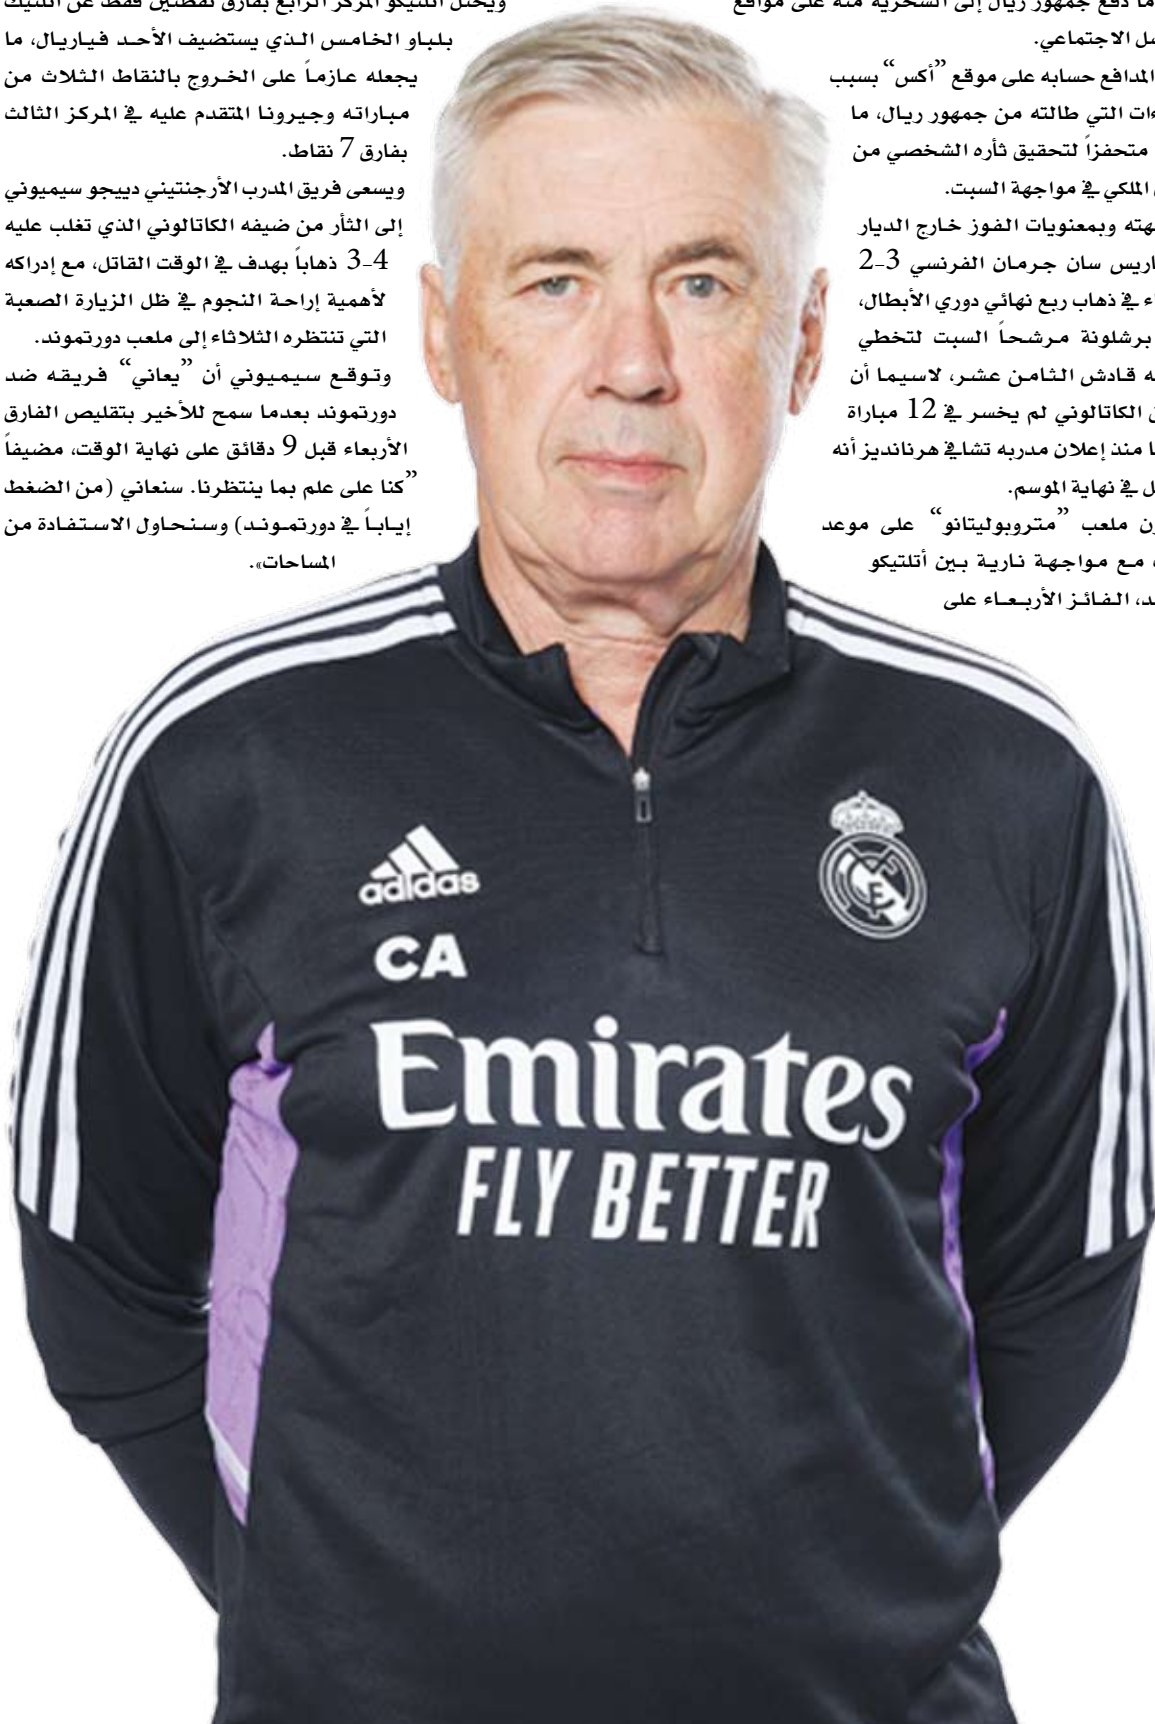 ما دفع جمهور ريال إلى السخرية منه على مواقع
الاجتماعي.
المدافع حسابه على موقع “أكس” بسبب
التي طالته من جمهور ريال، ما
متحفزاً لتحقيق ثأره الشخصي من
الملكي في مواجهة السبت.
وبمعنويات الفوز خارج الديار
سان جرمان الفرنسي 3-2
في ذهاب ربع نهائي دوري الأبطال،
برشلونة مرشحاً السبت لتخطي
قادش الثامن عشر، لاسيما أن
الكاتالوني لم يخسر في 12 مباراة
منذ إعلان مدربه تشافي هرنانديز أنه
في نهاية الموسم.
ملعب “متروبوليتانو” على موعد
مع مواجهة نارية بين أتلتيكو
الفائز الأربعاء على
ويحتل أتلتيكو المركز الرابع بفارق نقطتين فقط عن أتلتيك
بلباو الخامس الذي يستضيف الأحد فياريال، ما
يجعله عازماً على الخروج بالنقاط الثلاث من
مباراته وجيرونا المتقدم عليه في المركز الثالث
بفارق 7 نقاط.
ويسعى فريق المدرب الأرجنتيني دييجو سيميوني
إلى الثأر من ضيفه الكاتالوني الذي تغلب عليه
3-4 ذهاباً بهدف في الوقت القاتل، مع إدراكه
لأهمية إراحة النجوم في ظل الزيارة الصعبة
التي تنتظره الثلاثاء إلى ملعب دورتموند.
وتوقع سيميوني أن “يعاني” فريقه ضد
دورتموند بعدما سمح للأخير بتقليص الفارق
الأربعاء قبل 9 دقائق على نهاية الوقت، مضيفاً
“كنا على علم بما ينتظرنا. سنعاني (من الضغط
إياباً في دورتموند) وسنحاول الاستفادة من
المساحات».
adidas
CA
Emirates
FLY BETTER